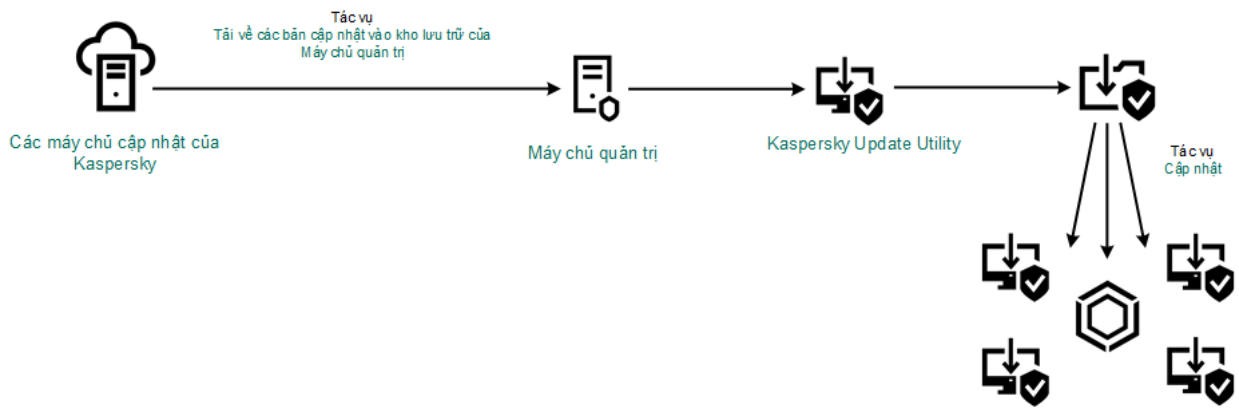 Tác vụ
Tải về các bản cập nhật vào kho lưu trữ của
Máy chủ quản trị
Các máy chủ cập nhật của
Kaspersky
Máy chủ quản trị
Kaspersky Update Utility
Tác vụ
Cập nhật